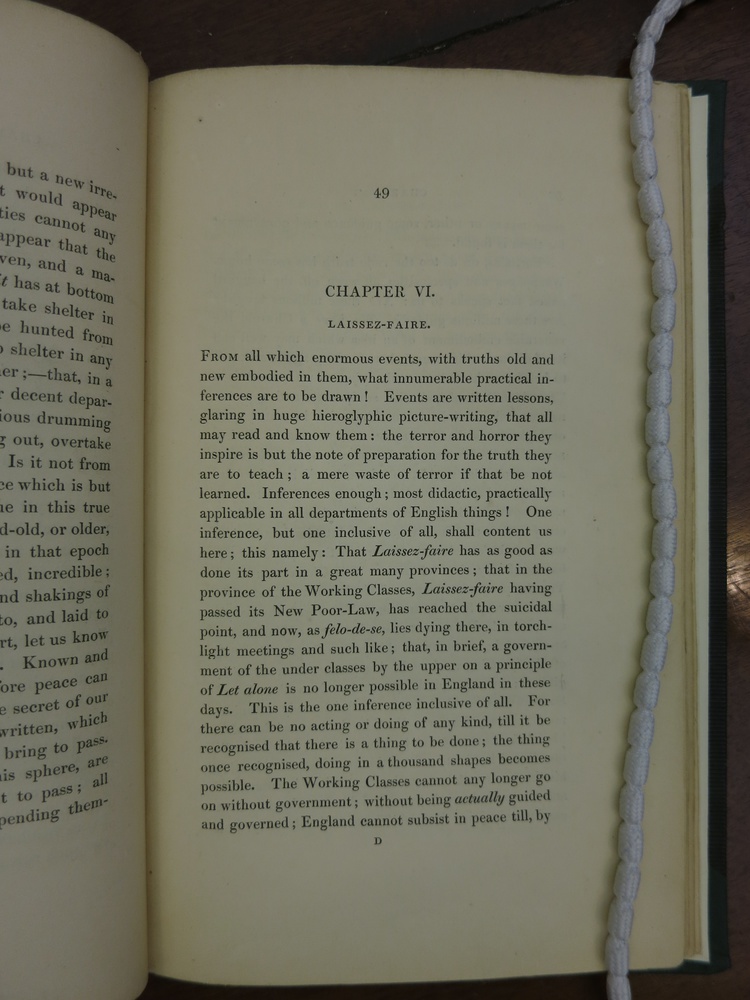 but a new irre-
would appear
ties cannot any
appear that the
ven, and a ma-
has at bottom
take shelter in
be hunted from
shelter in any
er;—that, in a
decent depar-
ious drumming
out, overtake
Is it not from
ce which is but
in this true
d-old, or older,
in that epoch
ed, incredible;
nd shakings of
to, and laid to
rt, let us know
. Known and
fore peace can
secret of our
written, which
bring to pass.
his sphere, are
to pass; all
pending them-
49
CHAPTER VI.
LAISSEZ-FAIRE.
FROM all which enormous events, with truths old and
new embodied in them, what innumerable practical in-
ferences are to be drawn! Events are written lessons,
glaring in huge hieroglyphic picture-writing, that all
may read and know them: the terror and horror they
inspire is but the note of preparation for the truth they
are to teach; a mere waste of terror if that be not
learned. Inferences enough; most didactic, practically
applicable in all departments of English things! One
inference, but one inclusive of all, shall content us
here; this namely: That Laissez-faire has as good as
done its part in a great many provinces; that in the
province of the Working Classes, Laissez-faire having
passed its New Poor-Law, has reached the suicidal
point, and now, as felo-de-se, lies dying there, in torch-
light meetings and such like; that, in brief, a govern-
ment of the under classes by the upper on a principle
of Let alone is no longer possible in England in these
days. This is the one inference inclusive of all. For
there can be no acting or doing of any kind, till it be
recognised that there is a thing to be done; the thing
once recognised, doing in a thousand shapes becomes
possible. The Working Classes cannot any longer go
on without government; without being actually guided
and governed; England cannot subsist in peace till, by
D